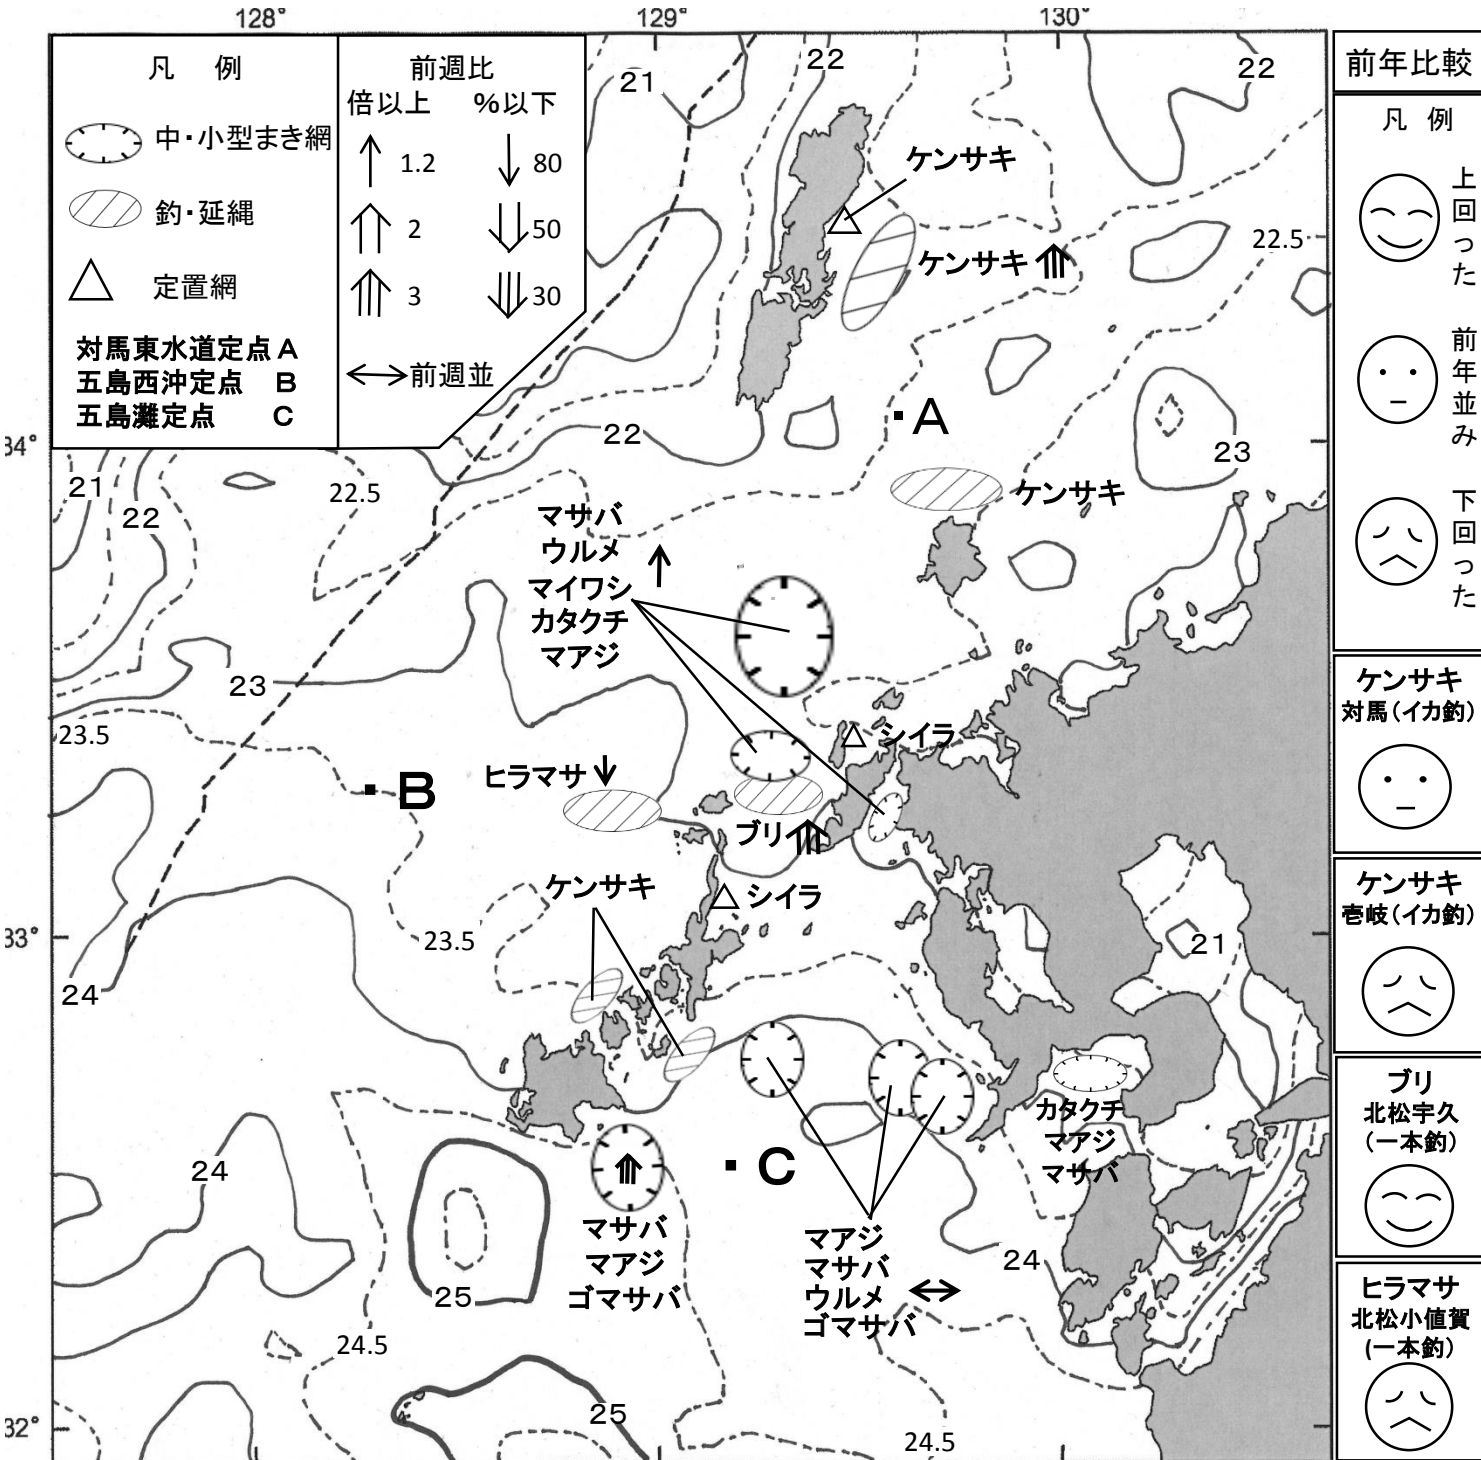 128°
129°
130°
凡 例
中・小型まき網
釣・延縄
定置網
対馬東水道定点 A
五島西沖定点 B
五島灘定点 C
前週比
倍以上 %以下
1.2 80
2 50
3 30
前週並
21
22
22
ケンサキ
ケンサキ
22.5
A
34°
22
23
21
22
22.5
ケンサキ
マサバ
ウルメ
マイワシ
カタクチ
マアジ
23
23.5
シイラ
B
ヒラマサ
ブリ
ケンサキ
シイラ
33°
23.5
21
24
カタクチ
マアジ
マサバ
24
C
マサバ
マアジ
ゴマサバ
マアジ
マサバ
ウルメ
ゴマサバ
24
25
24.5
25
24.5
32°
前年比較
凡 例
上回った
前年並み
下回った
ケンサキ
対馬(イカ釣)
ケンサキ
壱岐(イカ釣)
ブリ
北松宇久
(一本釣)
ヒラマサ
北松小値賀
(一本釣)